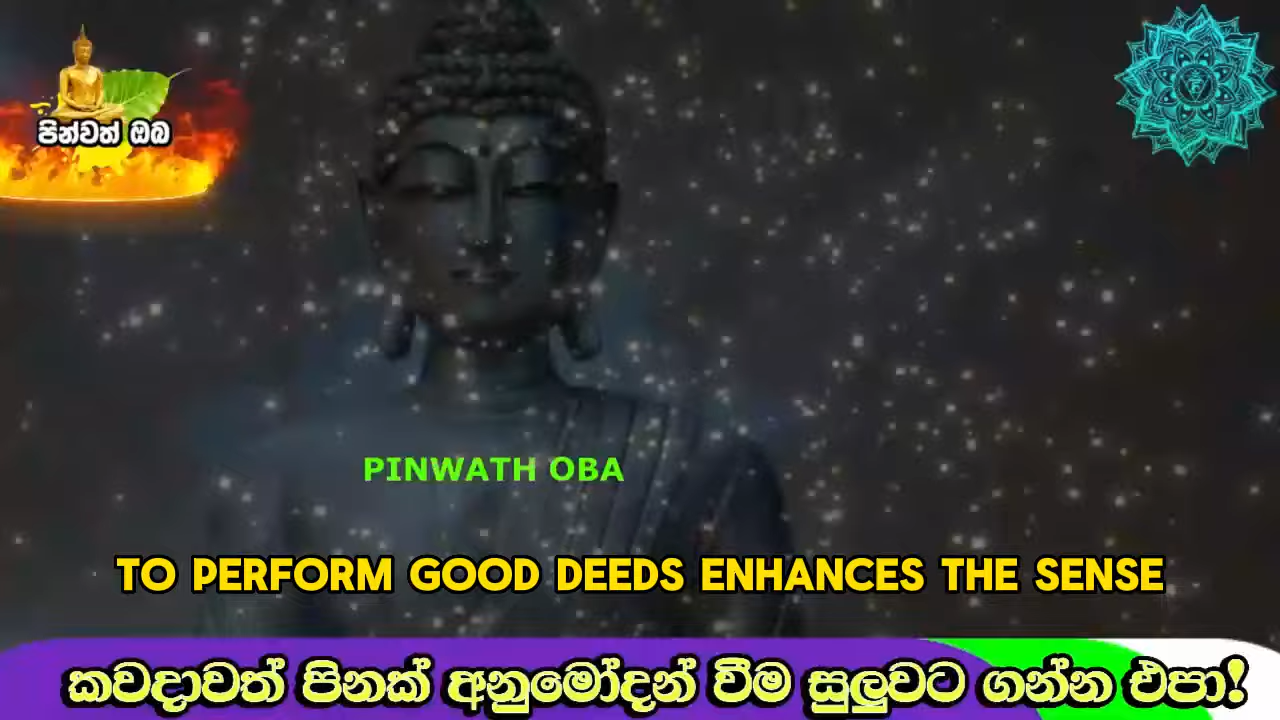 පින්වත් ඔබ
PINWATH OBA
TO PERFORM GOOD DEEDS ENHANCES THE SENSE
කවදාවත් පිනක් අනුමෝදන් වීම සුලුවට ගන්න එපා!